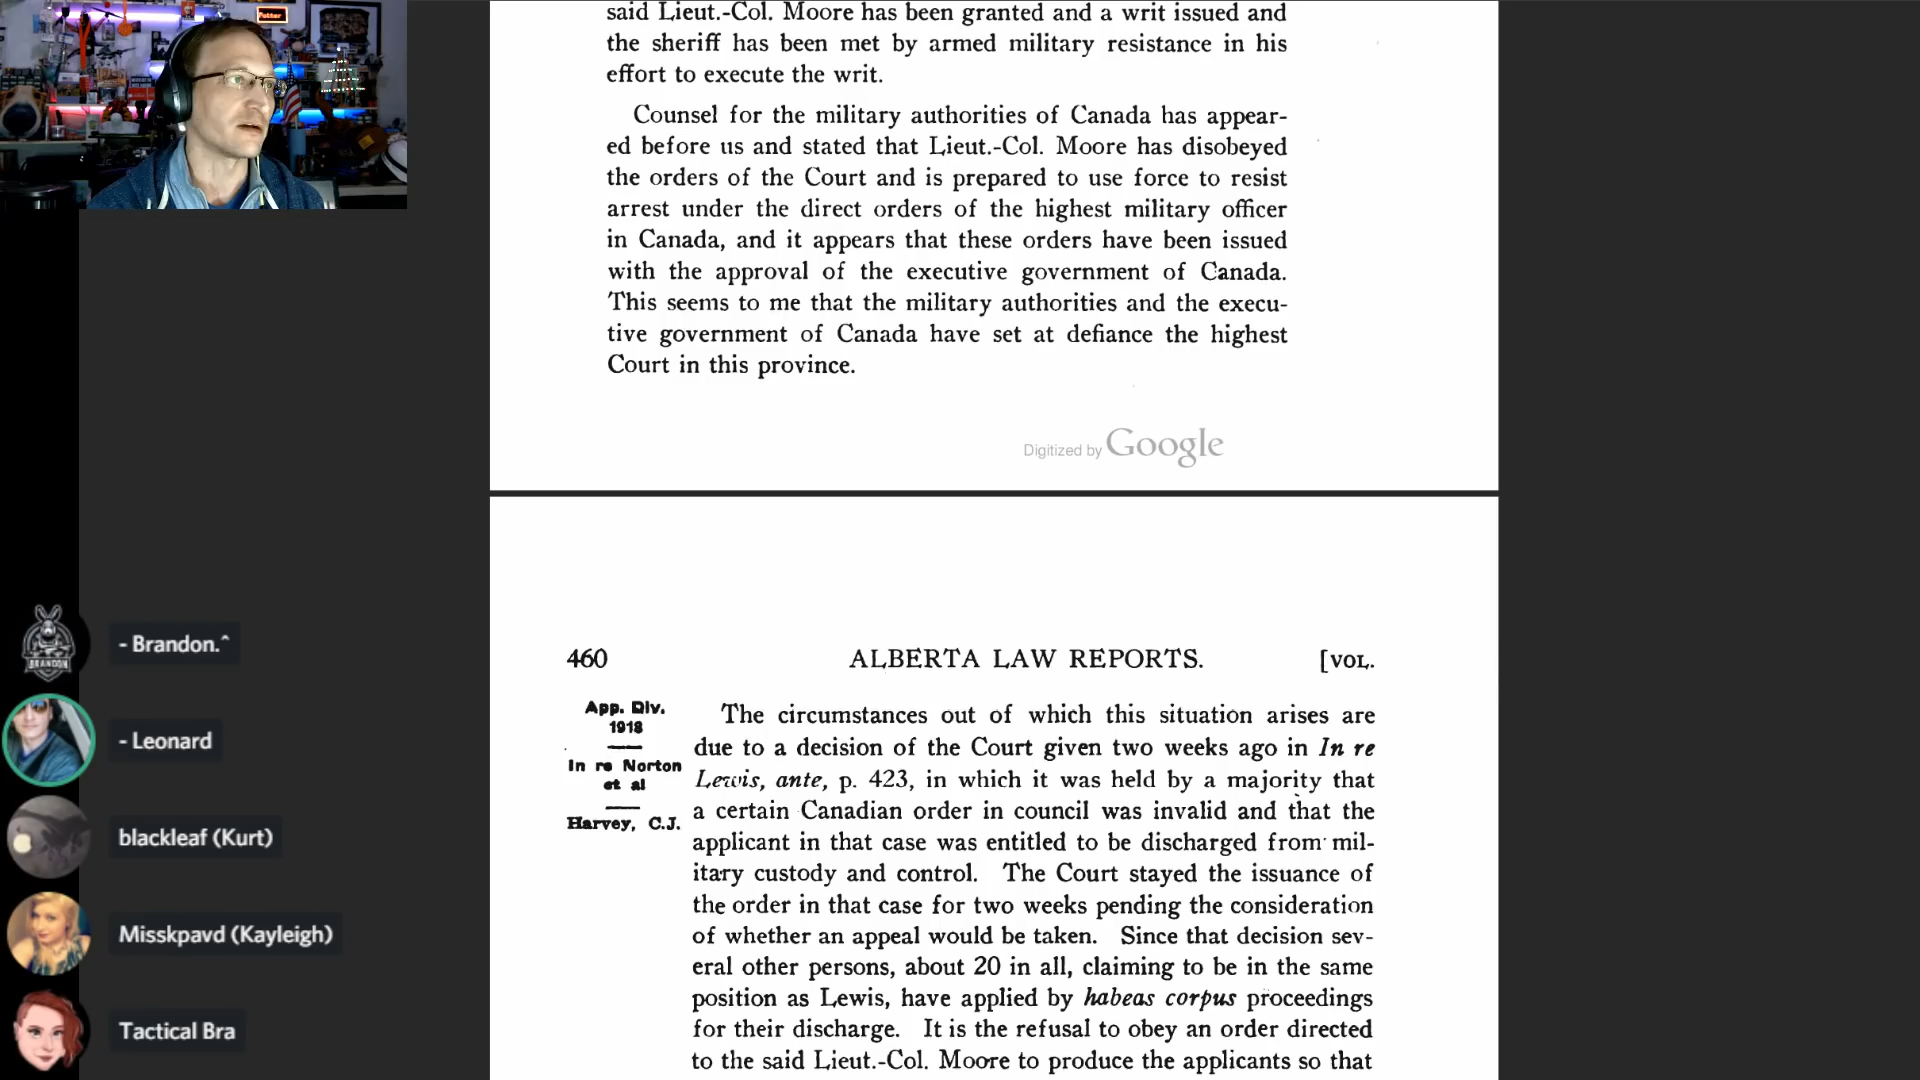 Potter
said Lieut.-Col. Moore has been granted and a writ issued and
the sheriff has been met by armed military resistance in his
effort to execute the writ.
Counsel for the military authorities of Canada has appear-
ed before us and stated that Lieut.-Col. Moore has disobeyed
the orders of the Court and is prepared to use force to resist
arrest under the direct orders of the highest military officer
in Canada, and it appears that these orders have been issued
with the approval of the executive government of Canada.
This seems to me that the military authorities and the execu-
tive government of Canada have set at defiance the highest
Court in this province.
Digitized by Google
460 ALBERTA LAW REPORTS. [VOL.
App. Div.
1918
In re Norton
et al
Harvey, C.J.
The circumstances out of which this situation arises are
due to a decision of the Court given two weeks ago in In re
Lewis, ante, p. 423, in which it was held by a majority that
a certain Canadian order in council was invalid and that the
applicant in that case was entitled to be discharged from mil-
itary custody and control. The Court stayed the issuance of
the order in that case for two weeks pending the consideration
of whether an appeal would be taken. Since that decision sev-
eral other persons, about 20 in all, claiming to be in the same
position as Lewis, have applied by habeas corpus proceedings
for their discharge. It is the refusal to obey an order directed
to the said Lieut.-Col. Moore to produce the applicants so that
BRANDON
- Brandon.^
- Leonard
blackleaf (Kurt)
Misskpavd (Kayleigh)
Tactical Bra